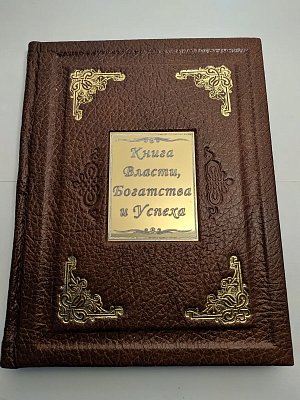 Книга
Власти,
Богатства
и Успеха